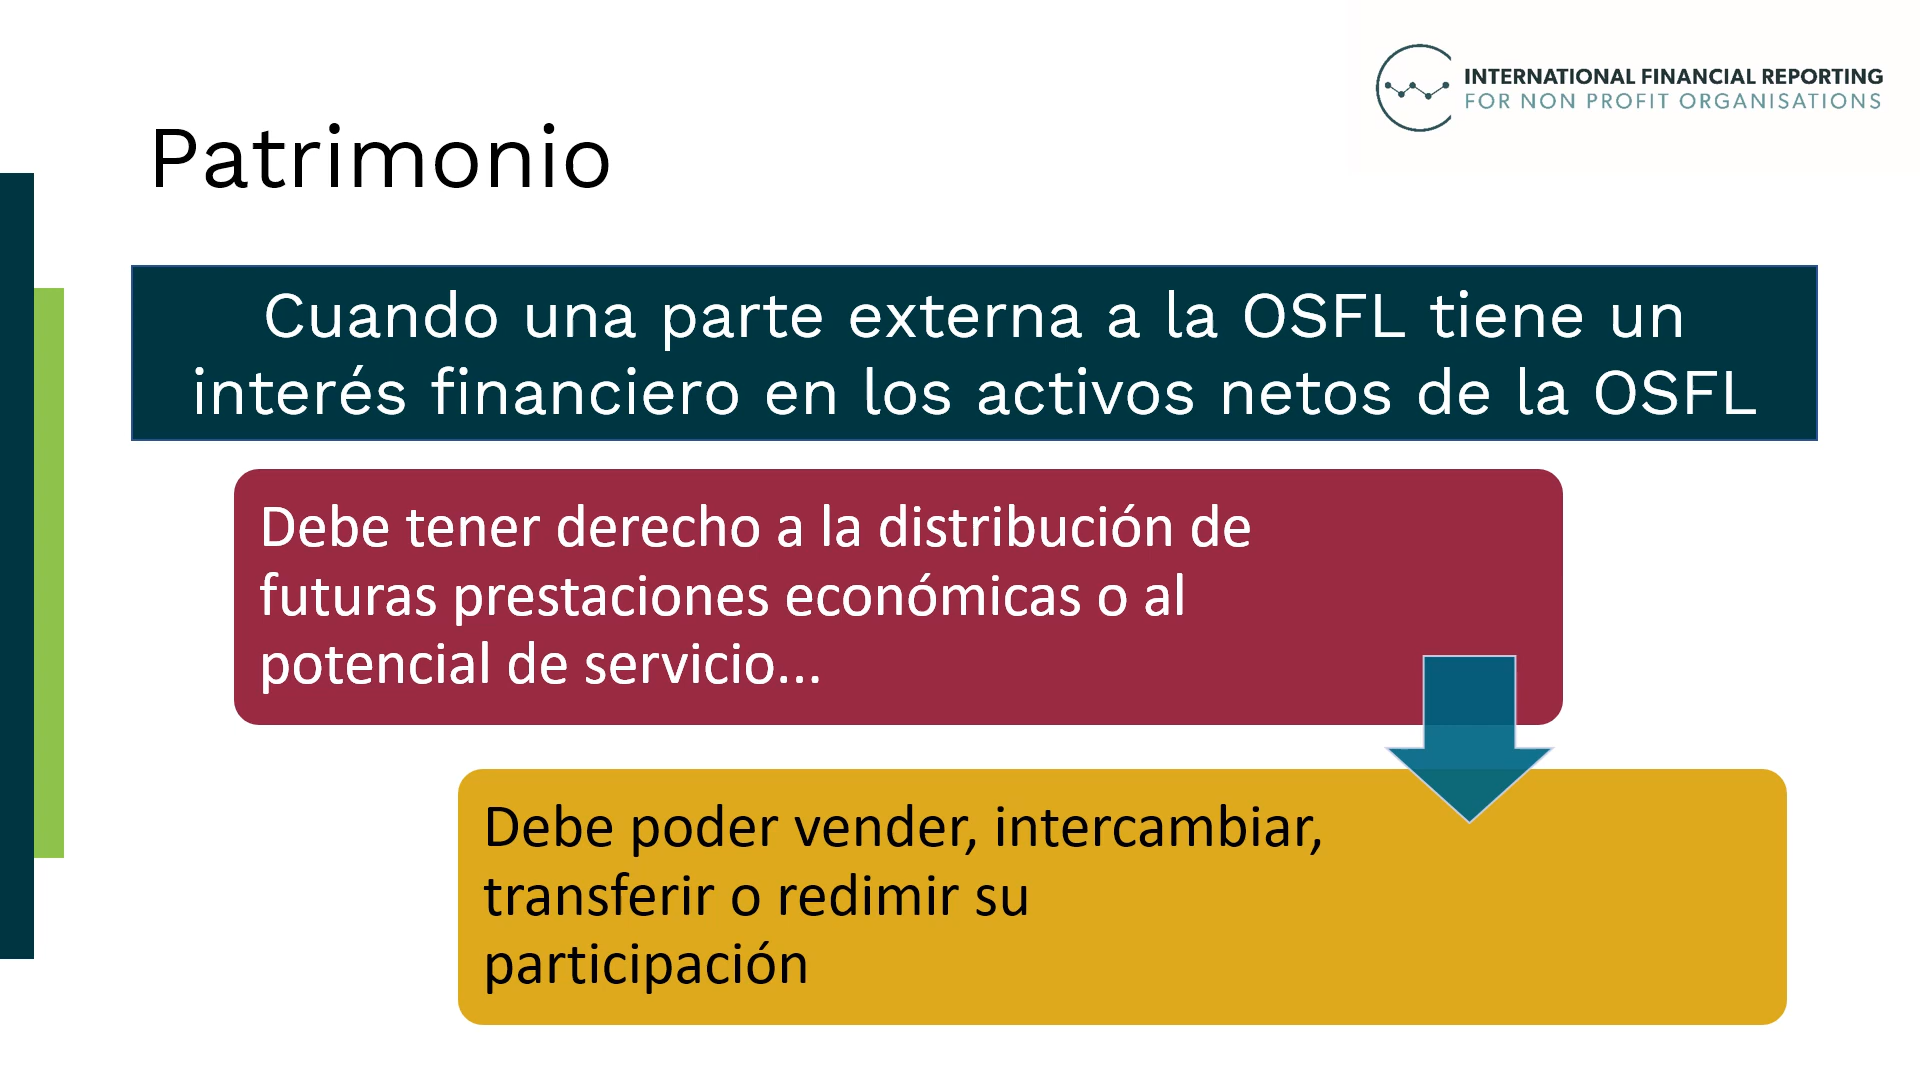 INTERNATIONAL FINANCIAL REPORTING
FOR NON PROFIT ORGANISATIONS
Patrimonio
Cuando una parte externa a la OSFL tiene un
interés financiero en los activos netos de la OSFL
Debe tener derecho a la distribución de
futuras prestaciones económicas o al
potencial de servicio...
Debe poder vender, intercambiar,
transferir o redimir su
participación